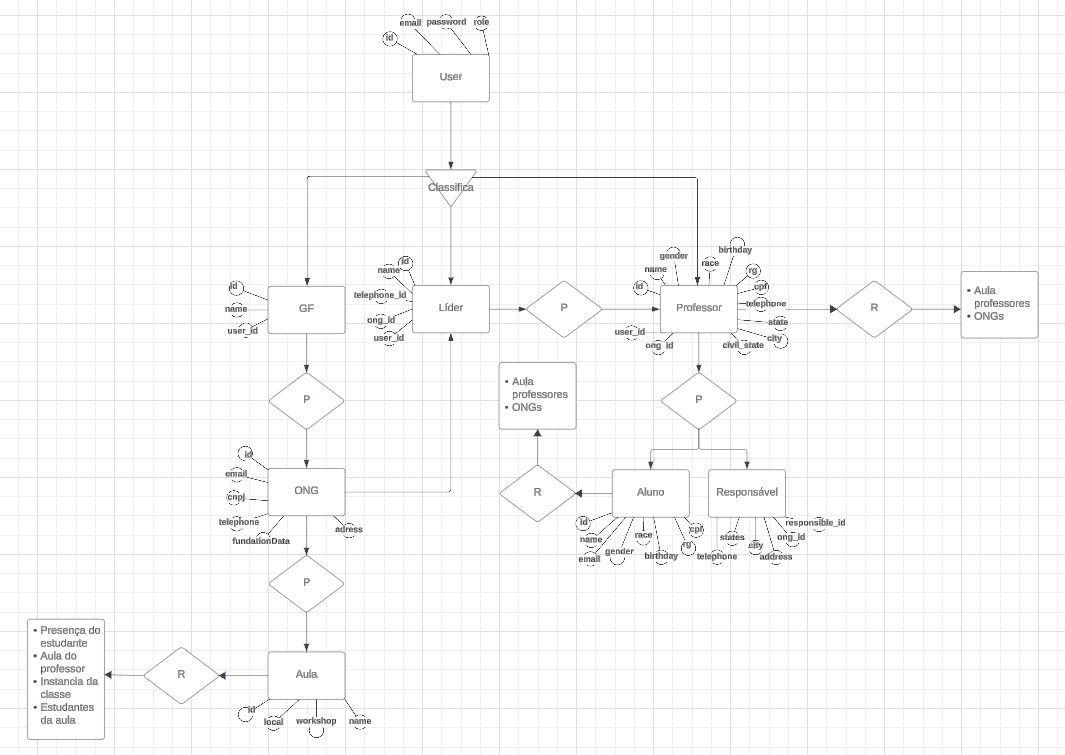 email password role
id
User
Classifica
id
name
user_id
GF
id
name
telephone_Id
ong_id
user_id
Líder
P
birthday
gender
race
name
rg
id
cpf
telephone
state
city
civil_state
user_id
ong_id
Professor
R
• Aula
professores
• ONGs
P
• Aula
professores
• ONGs
P
id
email
cnpj
telephone
fundationData
adress
ONG
R
Aluno
Responsável
id
name
email
gender
race
birthday
rg
cpf
responsible_id
ong_id
states
city
telephone
address
P
• Presença do
estudante
• Aula do
professor
• Instancia da
classe
• Estudantes
da aula
R
Aula
id
local
workshop
name